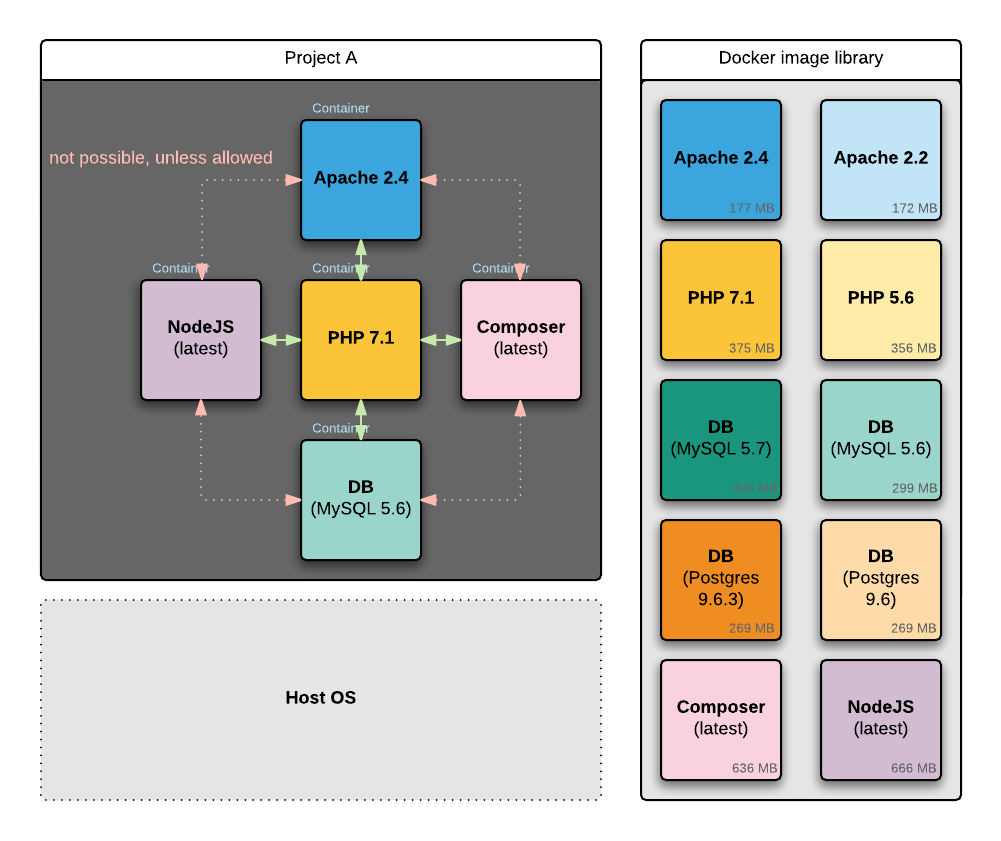 Project A
Container
not possible, unless allowed
Apache 2.4
Container
Container
Container
NodeJS
(latest)
PHP 7.1
Composer
(latest)
Container
DB
(MySQL 5.6)
Host OS
Docker image library
Apache 2.4
177 MB
Apache 2.2
172 MB
PHP 7.1
375 MB
PHP 5.6
356 MB
DB
(MySQL 5.7)
MB
DB
(MySQL 5.6)
299 MB
DB
(Postgres
9.6.3)
269 MB
DB
(Postgres
9.6)
269 MB
Composer
(latest)
636 MB
NodeJS
(latest)
666 MB